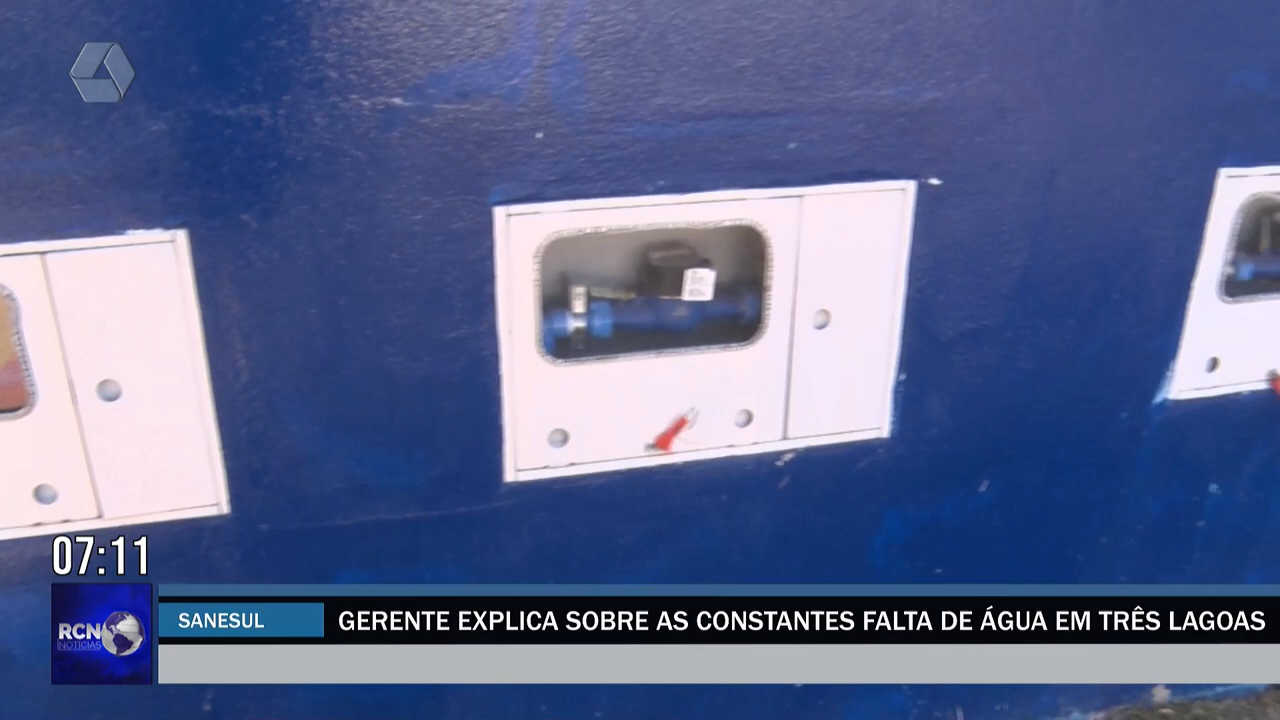 07:11
SANESUL
GERENTE EXPLICA SOBRE AS CONSTANTES FALTA DE ÁGUA EM TRÊS LAGOAS
RCN
NOTÍCIAS